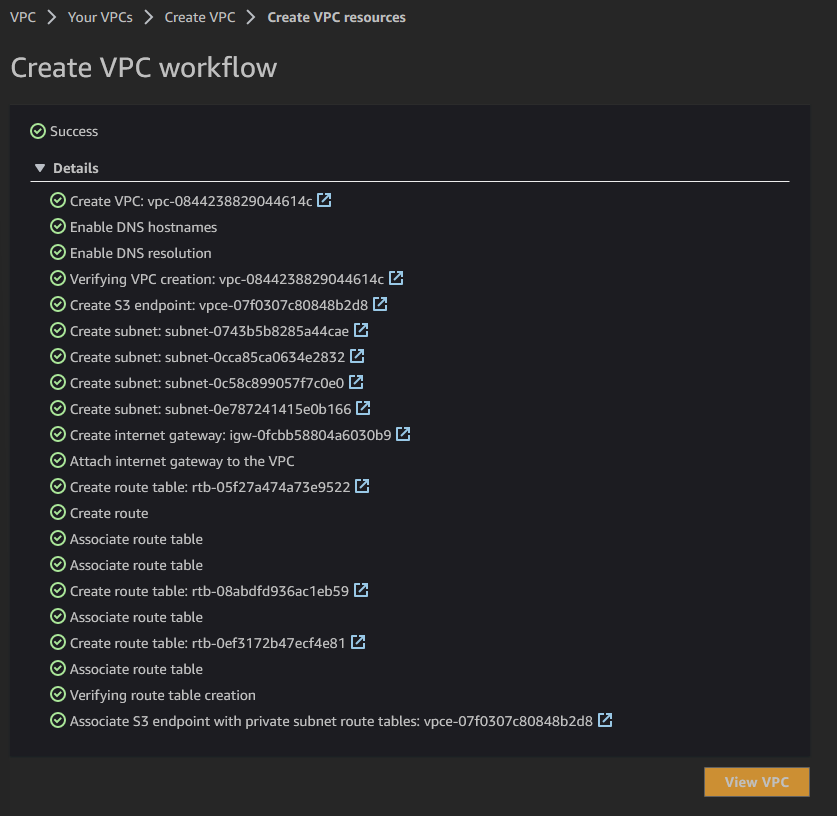 VPC > Your VPCs > Create VPC > Create VPC resources
Create VPC workflow
Success
Details
Create VPC: vpc-0844238829044614c
Enable DNS hostnames
Enable DNS resolution
Verifying VPC creation: vpc-0844238829044614c
Create S3 endpoint: vpce-07f0307c80848b2d8
Create subnet: subnet-0743b5b8285a44cae
Create subnet: subnet-0cca85ca0634e2832
Create subnet: subnet-0c58c899057f7c0e0
Create subnet: subnet-0e787241415e0b166
Create internet gateway: igw-0fcbb58804a6030b9
Attach internet gateway to the VPC
Create route table: rtb-05f27a474a73e9522
Create route
Associate route table
Associate route table
Create route table: rtb-08abdfd936ac1eb59
Associate route table
Create route table: rtb-0ef3172b47ecf4e81
Associate route table
Verifying route table creation
Associate S3 endpoint with private subnet route tables: vpce-07f0307c80848b2d8
View VPC